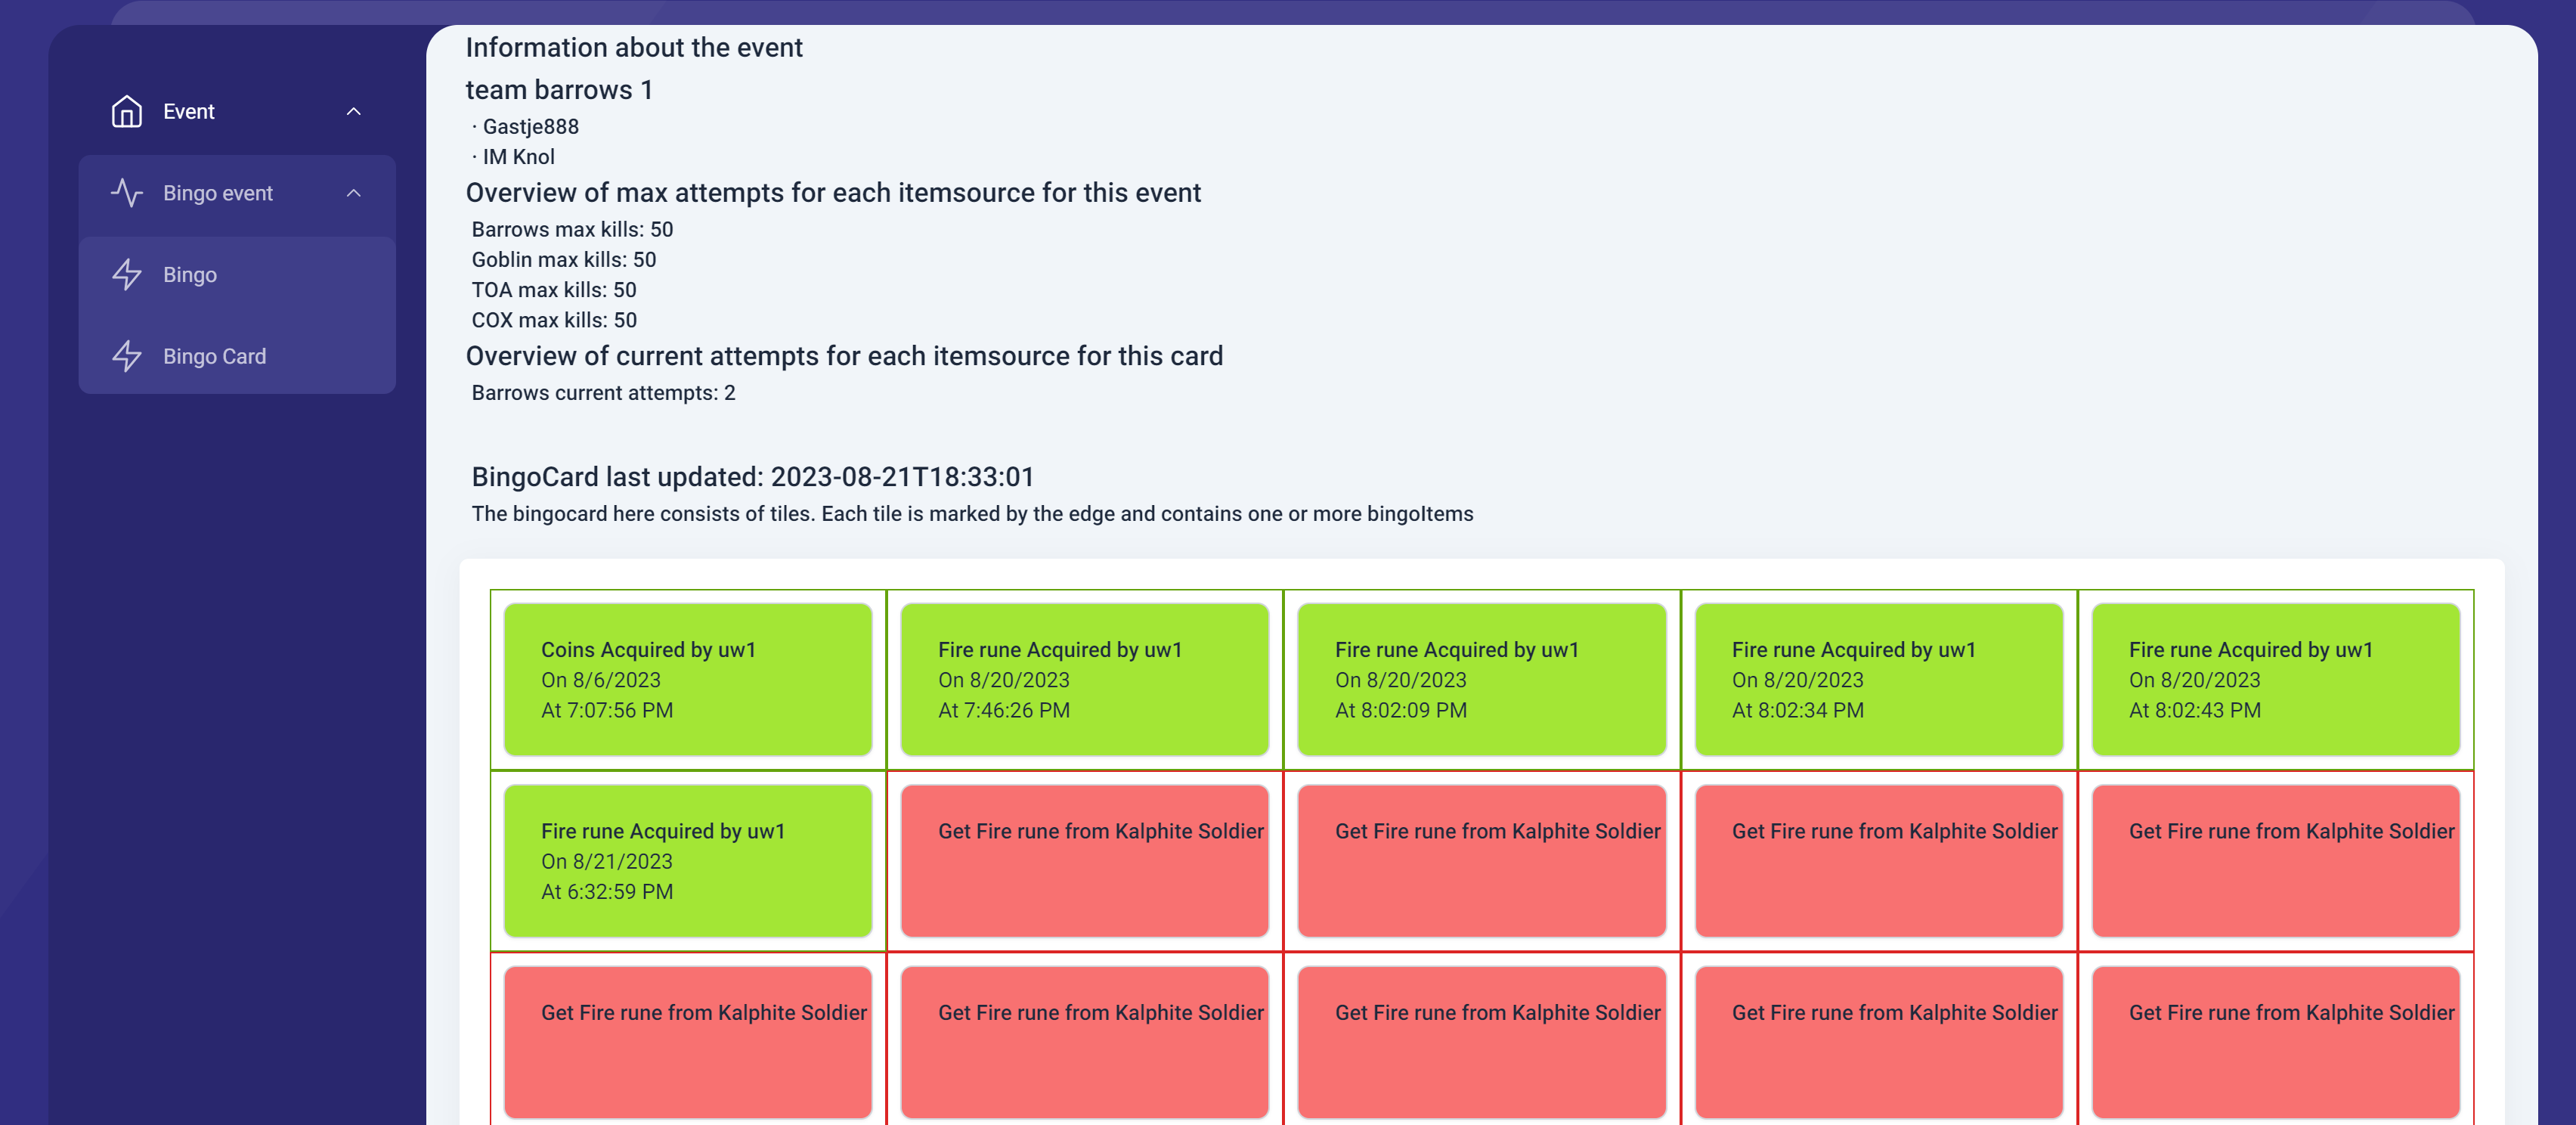 Event
Bingo event
Bingo
Bingo Card
Information about the event
team barrows 1
· Gastje888
· IM Knol
Overview of max attempts for each itemsource for this event
Barrows max kills: 50
Goblin max kills: 50
TOA max kills: 50
COX max kills: 50
Overview of current attempts for each itemsource for this card
Barrows current attempts: 2
BingoCard last updated: 2023-08-21T18:33:01
The bingocard here consists of tiles. Each tile is marked by the edge and contains one or more bingoItems
Coins Acquired by uw1
On 8/6/2023
At 7:07:56 PM
Fire rune Acquired by uw1
On 8/20/2023
At 7:46:26 PM
Fire rune Acquired by uw1
On 8/20/2023
At 8:02:09 PM
Fire rune Acquired by uw1
On 8/20/2023
At 8:02:34 PM
Fire rune Acquired by uw1
On 8/20/2023
At 8:02:43 PM
Fire rune Acquired by uw1
On 8/21/2023
At 6:32:59 PM
Get Fire rune from Kalphite Soldier
Get Fire rune from Kalphite Soldier
Get Fire rune from Kalphite Soldier
Get Fire rune from Kalphite Soldier
Get Fire rune from Kalphite Soldier
Get Fire rune from Kalphite Soldier
Get Fire rune from Kalphite Soldier
Get Fire rune from Kalphite Soldier
Get Fire rune from Kalphite Soldier